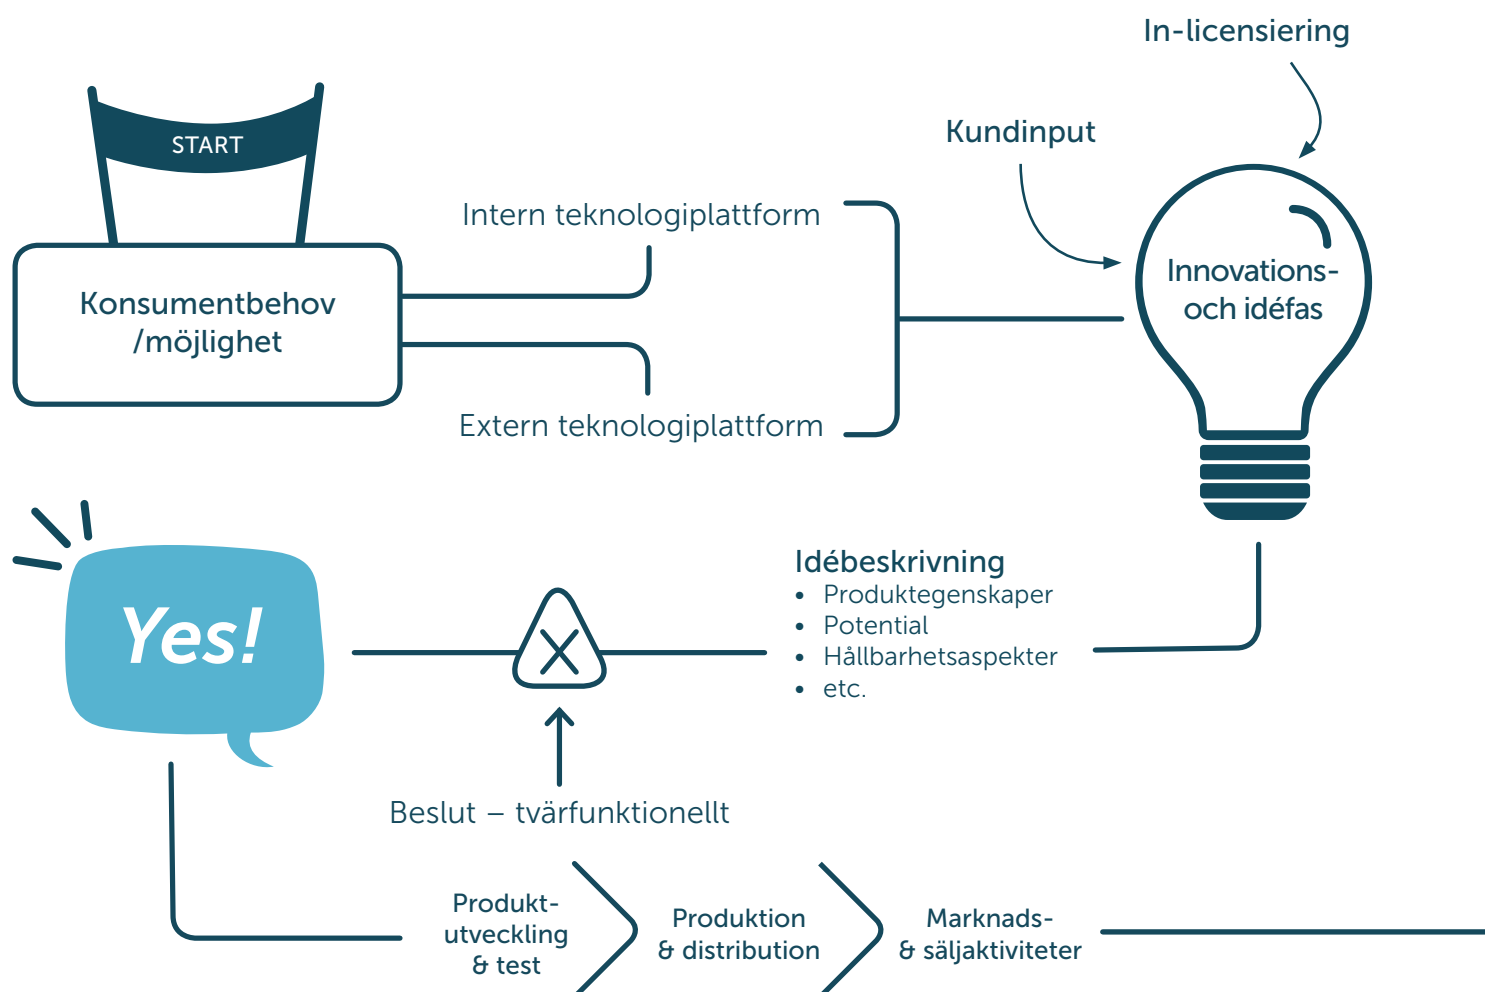 In-licensiering
Kundinput
START
Konsumentbehov
/möjlighet
Intern teknologiplattform
Extern teknologiplattform
Innovations-
och idéfas
Idébeskrivning
• Produktegenskaper
• Potential
• Hållbarhetsaspekter
• etc.
Yes!
Beslut – tvärfunktionellt
Produkt-
utveckling
& test
Produktion
& distribution
Marknads-
& säljaktiviteter